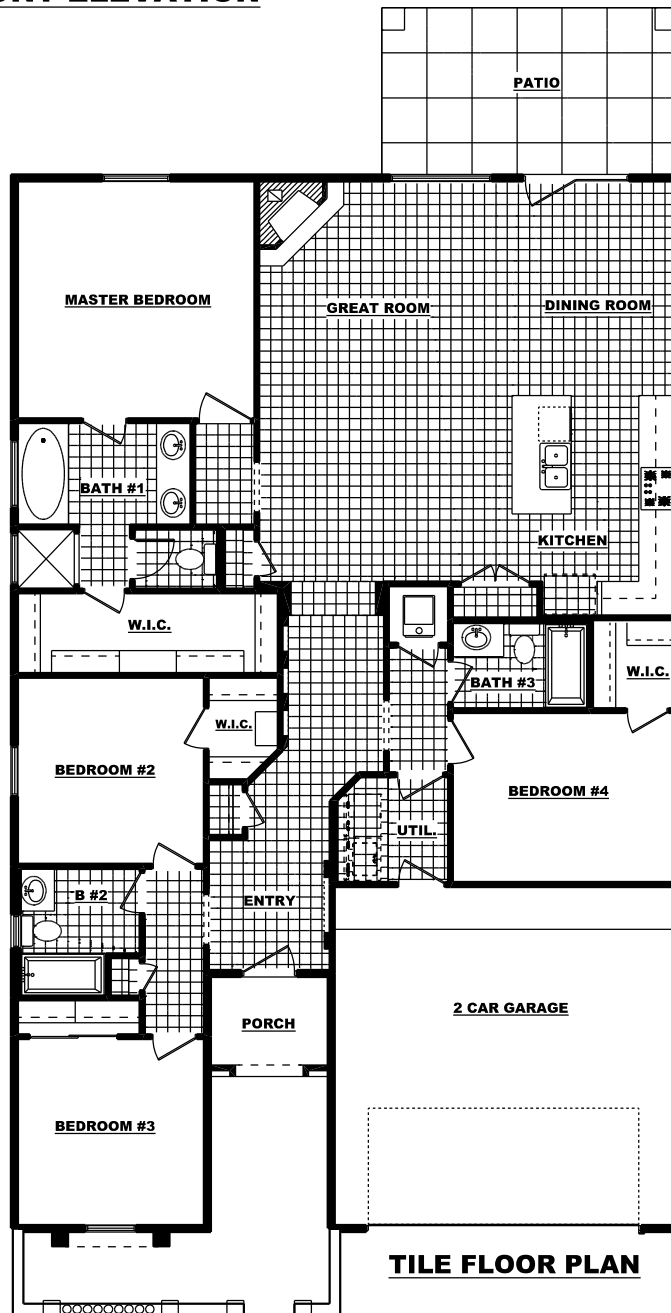 PATIO
MASTER BEDROOM
GREAT ROOM
DINING ROOM
BATH #1
KITCHEN
W.I.C.
BATH #3
W.I.C.
W.I.C.
BEDROOM #2
BEDROOM #4
UTIL.
B #2
ENTRY
2 CAR GARAGE
PORCH
BEDROOM #3
TILE FLOOR PLAN